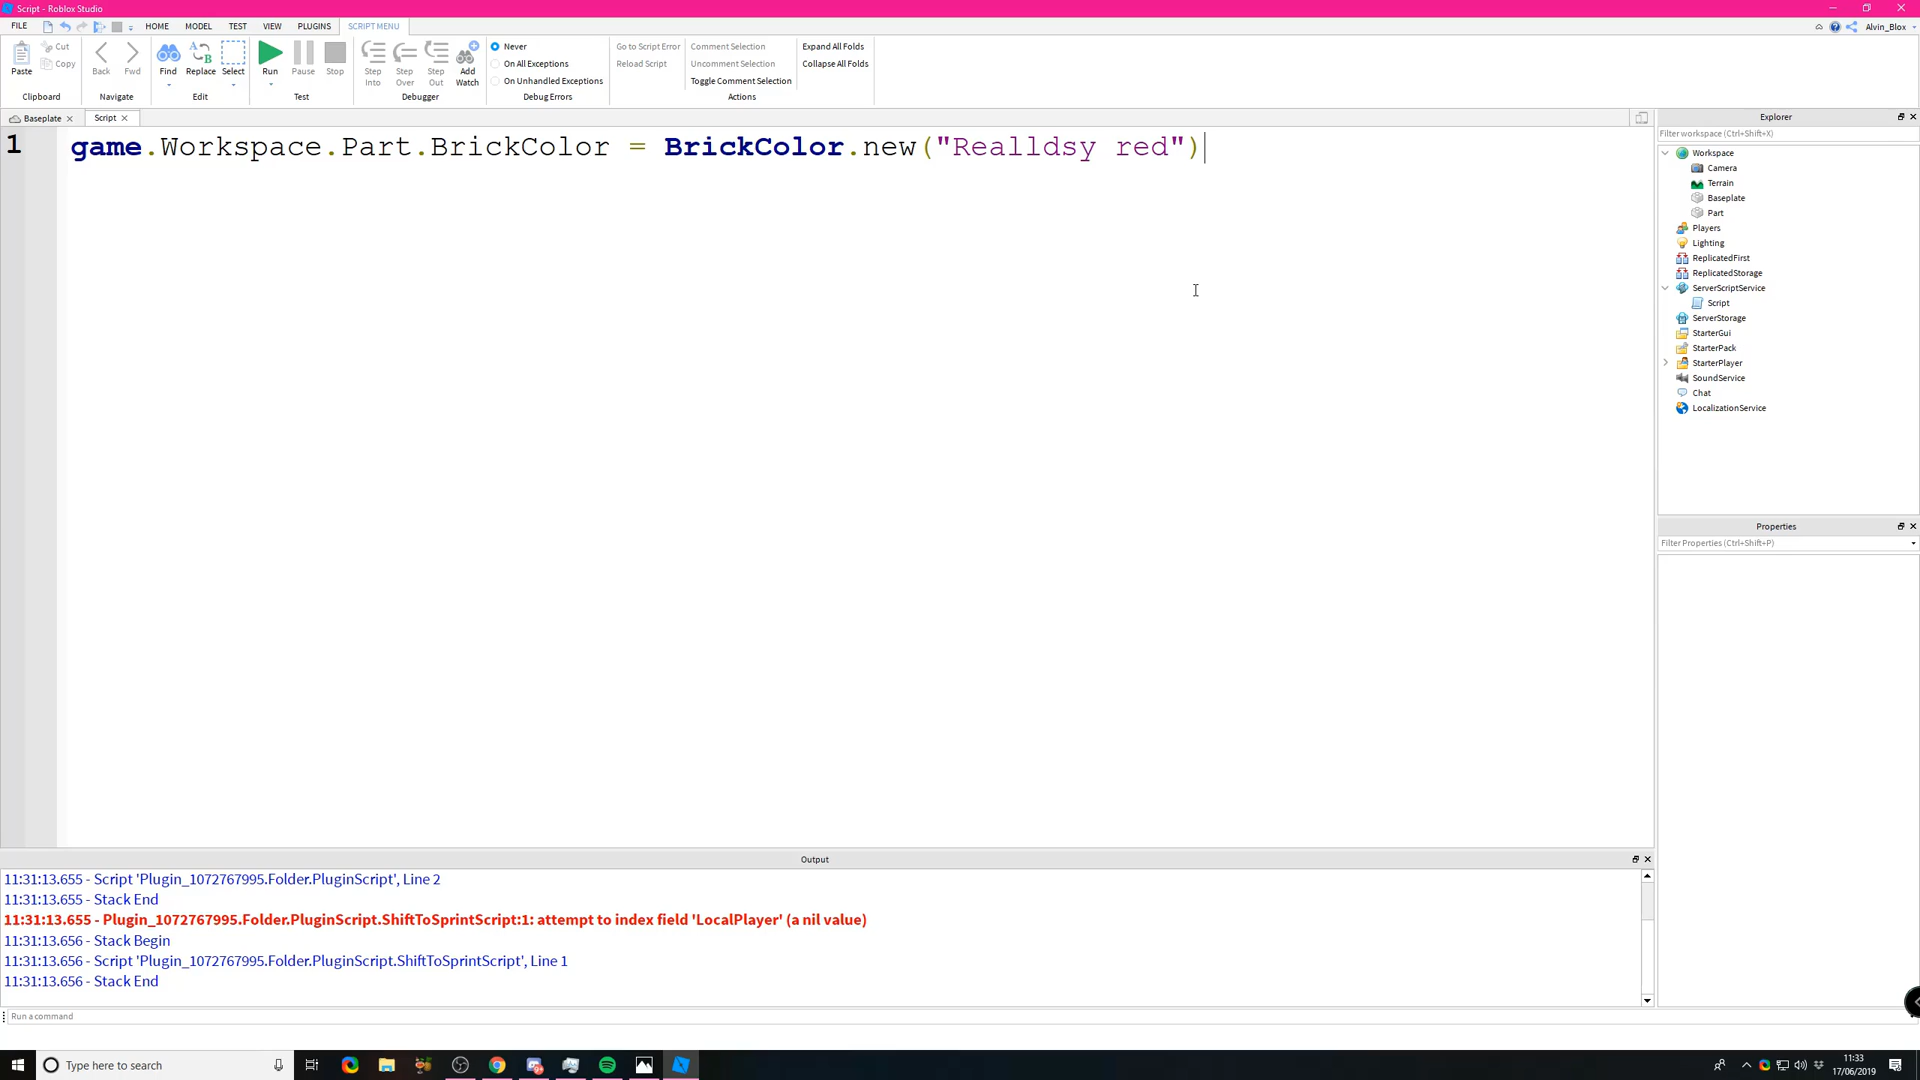 Script - Roblox Studio
FILE HOME MODEL TEST VIEW PLUGINS SCRIPT MENU Alvin_Blox
Paste Cut Copy Back Fwd Find Replace Select Run Pause Stop Step Into Step Over Step Out Add Watch
Never
On All Exceptions
On Unhandled Exceptions
Go to Script Error
Reload Script
Comment Selection
Uncomment Selection
Toggle Comment Selection
Expand All Folds
Collapse All Folds
Clipboard Navigate Edit Test Debugger Debug Errors Actions
Baseplate Script
1 game.Workspace.Part.BrickColor = BrickColor.new("Realldsy red")
Explorer
Filter workspace (Ctrl+Shift+X)
Workspace
Camera
Terrain
Baseplate
Part
Players
Lighting
ReplicatedFirst
ReplicatedStorage
ServerScriptService
Script
ServerStorage
StarterGui
StarterPack
StarterPlayer
SoundService
Chat
LocalizationService
Properties
Filter Properties (Ctrl+Shift+P)
Output
11:31:13.655 - Script 'Plugin_1072767995.Folder.PluginScript', Line 2
11:31:13.655 - Stack End
11:31:13.655 - Plugin_1072767995.Folder.PluginScript.ShiftToSprintScript:1: attempt to index field 'LocalPlayer' (a nil value)
11:31:13.656 - Stack Begin
11:31:13.656 - Script 'Plugin_1072767995.Folder.PluginScript.ShiftToSprintScript', Line 1
11:31:13.656 - Stack End
Run a command
Type here to search
11:33
17/06/2019